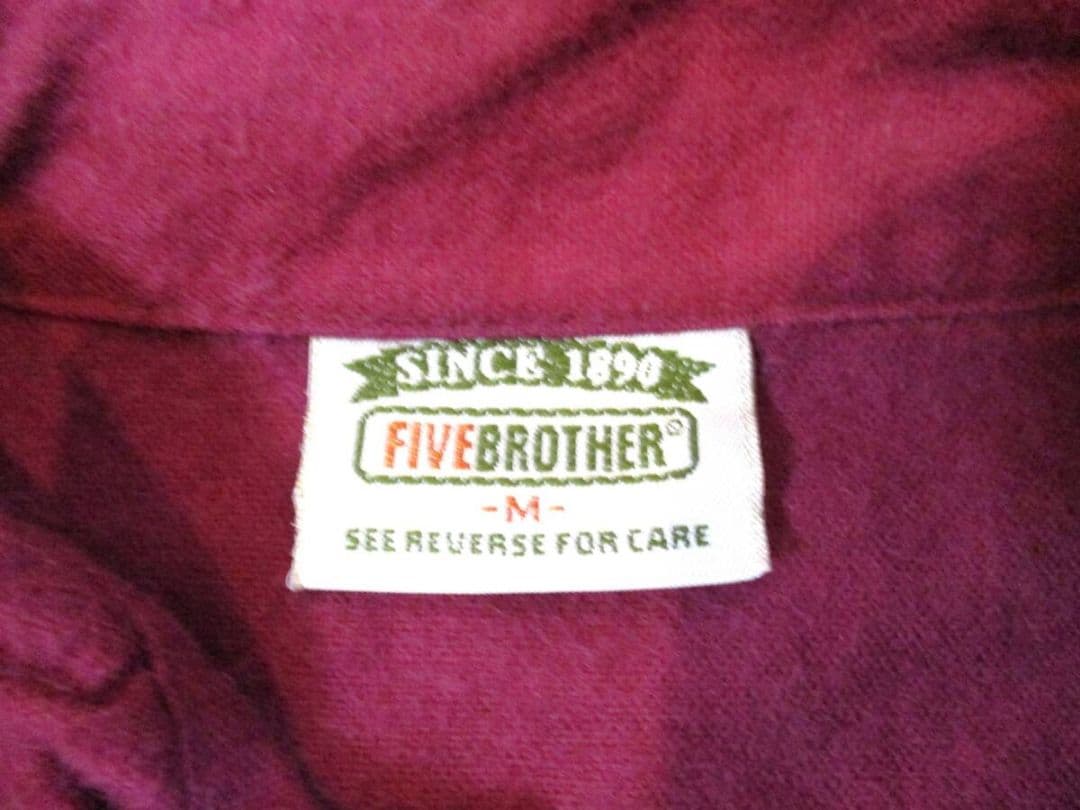 SINCE 1890
FIVEBROTHER®
-M-
SEE REVERSE FOR CARE